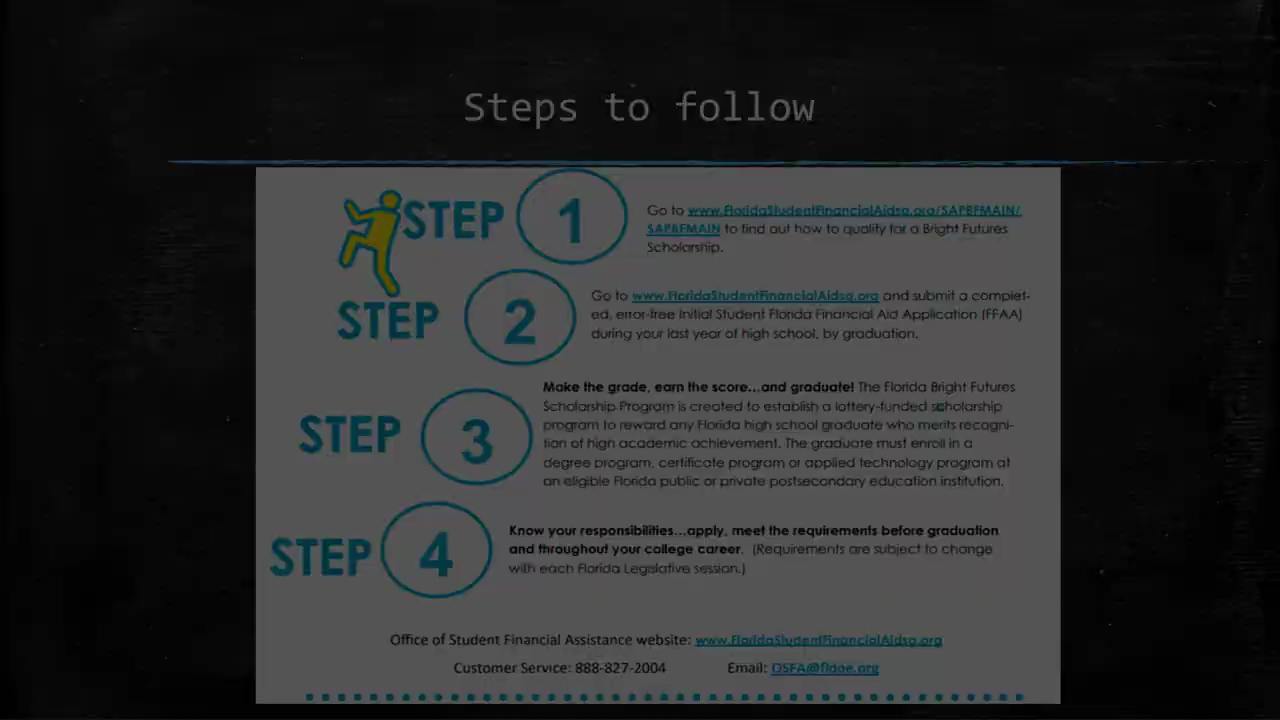 Steps to follow
STEP 1
Go to www.FloridaStudentFinancialAidsg.org/SAPBFMAIN/
SAPBFMAIN to find out how to qualify for a Bright Futures
Scholarship.
STEP 2
Go to www.FloridaStudentFinancialAidsg.org and submit a complet-
ed, error-free Initial Student Florida Financial Aid Application (FFAA)
during your last year of high school, by graduation.
STEP 3
Make the grade, earn the score...and graduate! The Florida Bright Futures
Scholarship Program is created to establish a lottery-funded scholarship
program to reward any Florida high school graduate who merits recogni-
tion of high academic achievement. The graduate must enroll in a
degree program, certificate program or applied technology program at
an eligible Florida public or private postsecondary education institution.
STEP 4
Know your responsibilities...apply, meet the requirements before graduation
and throughout your college career. (Requirements are subject to change
with each Florida Legislative session.)
Office of Student Financial Assistance website: www.FloridaStudentFinancialAidsg.org
Customer Service: 888-827-2004 Email: OSFA@fldoe.org